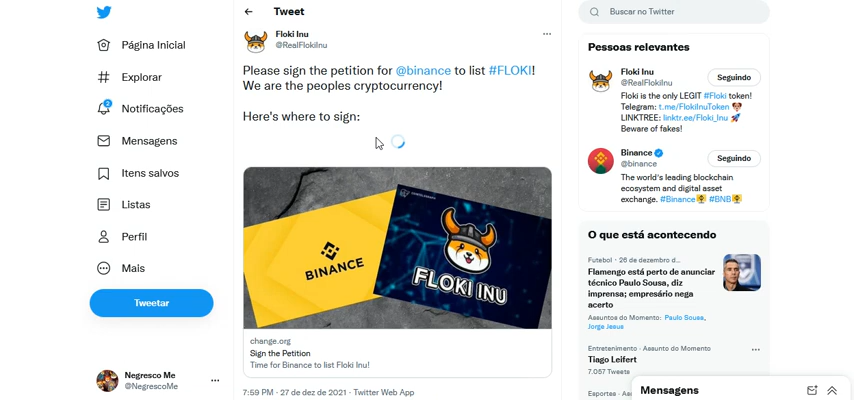 Página Inicial
Explorar
2
Notificações
Mensagens
Itens salvos
Listas
Perfil
Mais
Tweetar
Negresco Me
@NegrescoMe
Tweet
Floki Inu
@RealFlokiInu
Please sign the petition for @binance to list #FLOKI!
We are the peoples cryptocurrency!
Here's where to sign:
BINANCE
FLOKI INU
change.org
Sign the Petition
Time for Binance to list Floki Inu!
7:59 PM · 27 de dez de 2021 · Twitter Web App
Buscar no Twitter
Pessoas relevantes
Floki Inu
@RealFlokiInu
Seguindo
Floki is the only LEGIT #Floki token!
Telegram: t.me/FlokiInuToken
LINKTREE: linktr.ee/Floki_Inu
Beware of fakes!
Binance
@binance
Seguindo
The world's leading blockchain
ecosystem and digital asset
exchange. #Binance #BNB
O que está acontecendo
Futebol · 26 de dezembro d...
Flamengo está perto de anunciar
técnico Paulo Sousa, diz
imprensa; empresário nega
acerto
Assuntos do Momento: Paulo Sousa,
Jorge Jesus
Entretenimento · Assunto do Momento
Tiago Leifert
7.057 Tweets
Esportes
Mensagens